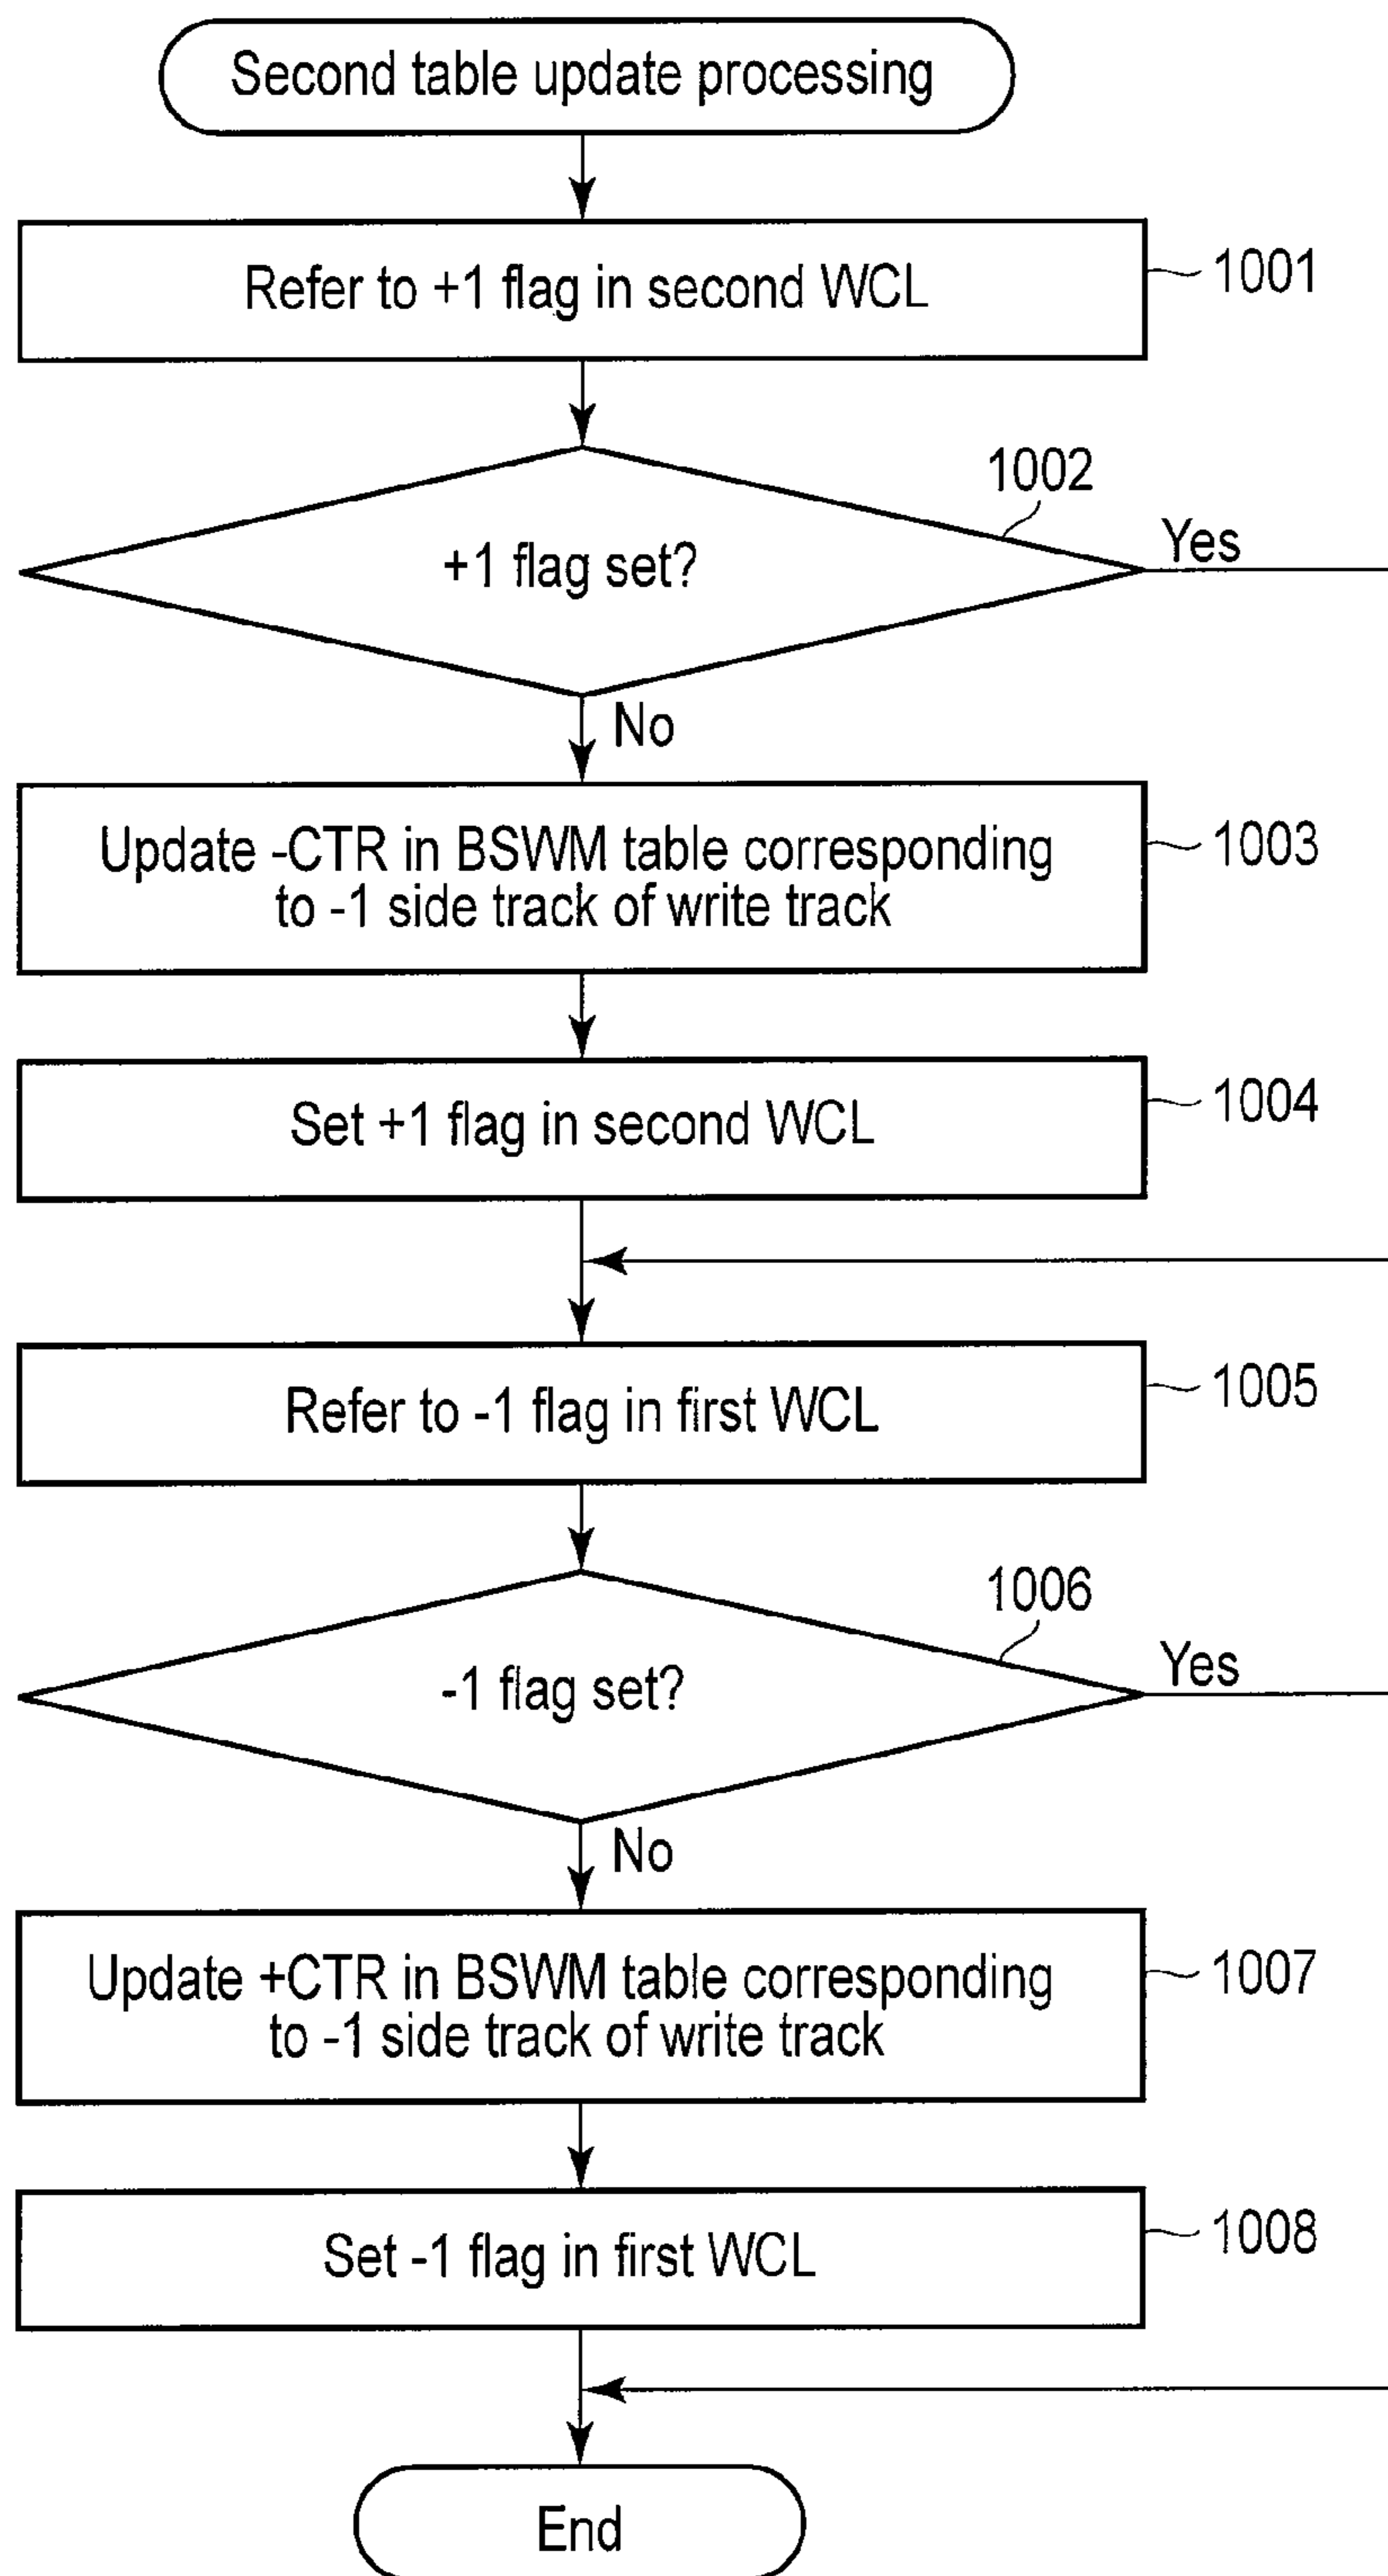 Second table update processing
Refer to +1 flag in second WCL
1001
1002
+1 flag set?
Yes
No
Update -CTR in BSWM table corresponding
to -1 side track of write track
1003
Set +1 flag in second WCL
1004
Refer to -1 flag in first WCL
1005
1006
-1 flag set?
Yes
No
Update +CTR in BSWM table corresponding
to -1 side track of write track
1007
Set -1 flag in first WCL
1008
End